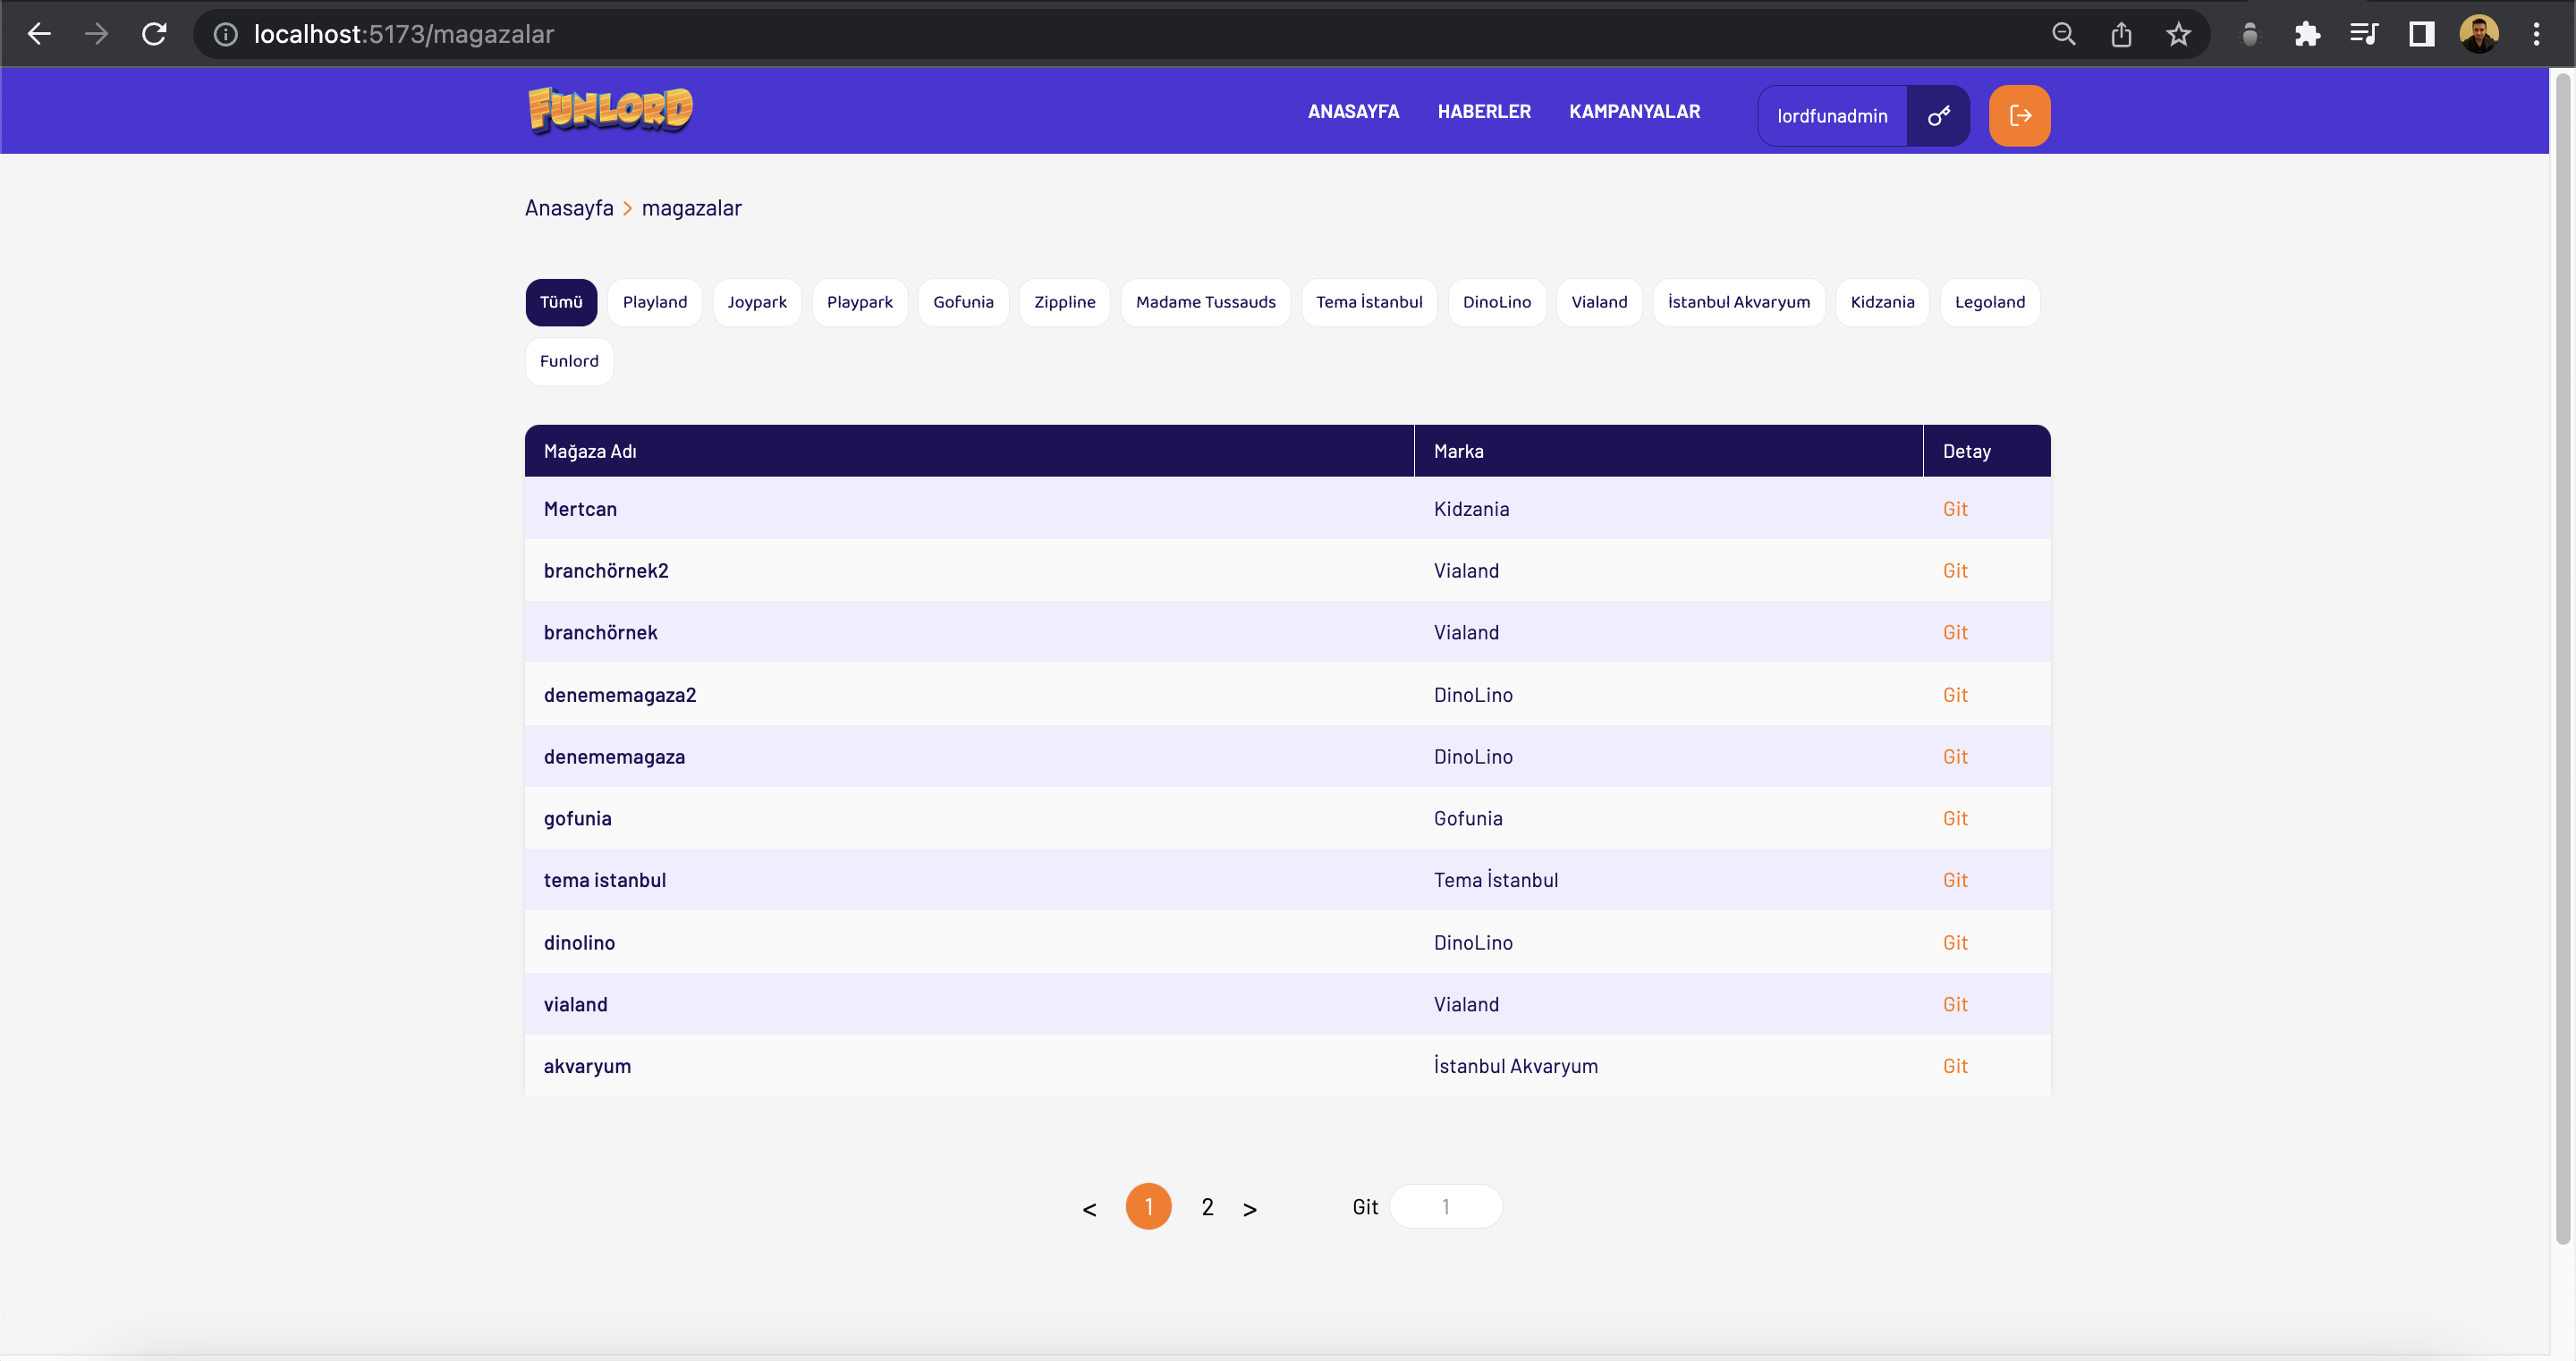 localhost:5173/magazalar
FUNLORD ANASAYFA HABERLER KAMPANYALAR lordfunadmin
Anasayfa > magazalar
Tümü Playland Joypark Playpark Gofunia Zippline Madame Tussauds Tema İstanbul DinoLino Vialand İstanbul Akvaryum Kidzania Legoland
Funlord
Mağaza Adı Marka Detay
Mertcan Kidzania Git
branchörnek2 Vialand Git
branchörnek Vialand Git
denememagaza2 DinoLino Git
denememagaza DinoLino Git
gofunia Gofunia Git
tema istanbul Tema İstanbul Git
dinolino DinoLino Git
vialand Vialand Git
akvaryum İstanbul Akvaryum Git
< 1 2 > Git 1